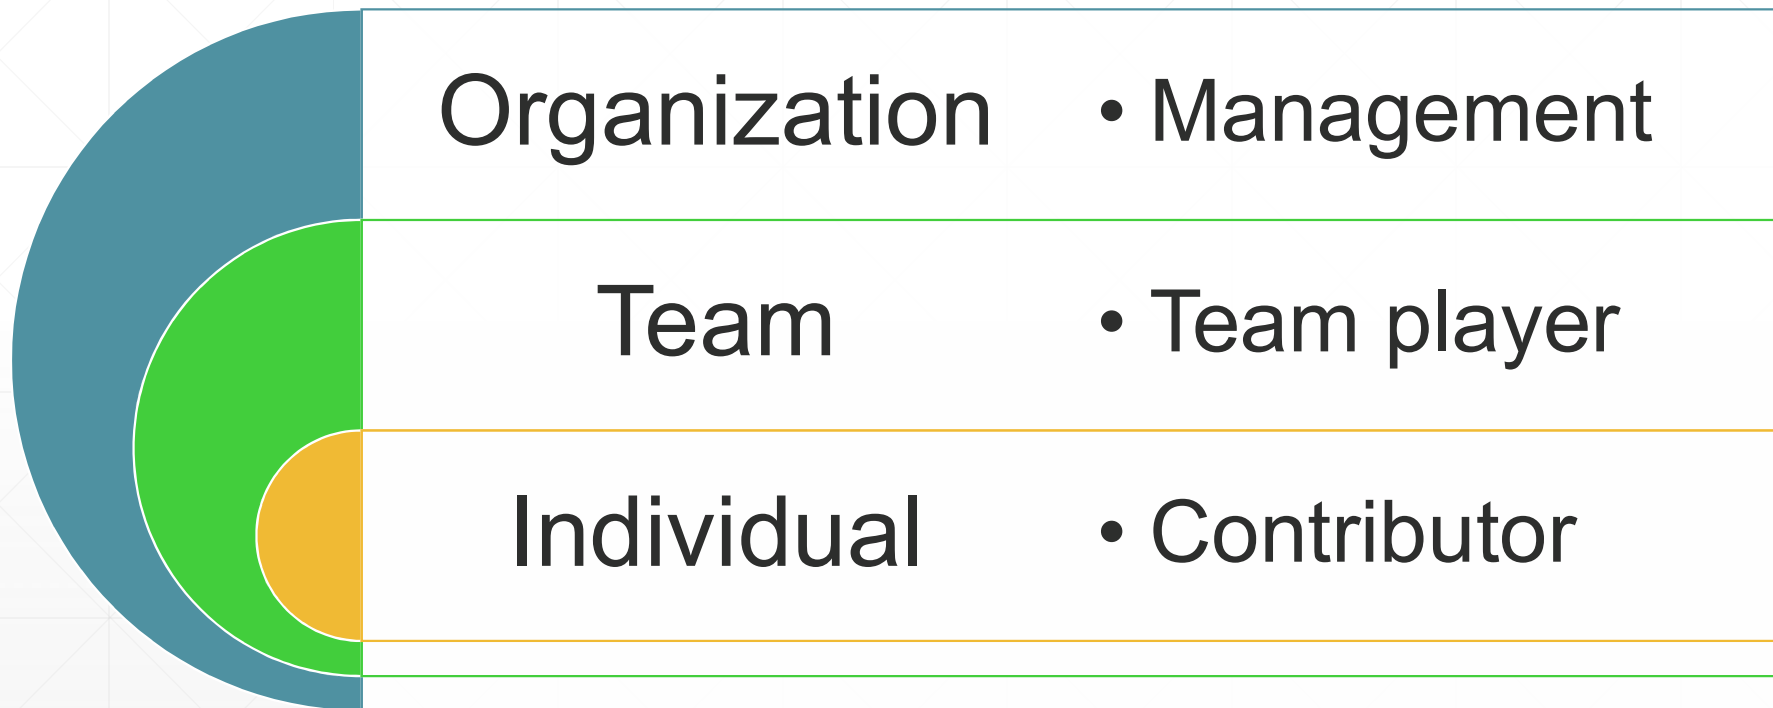 Organization • Management
Team • Team player
Individual • Contributor